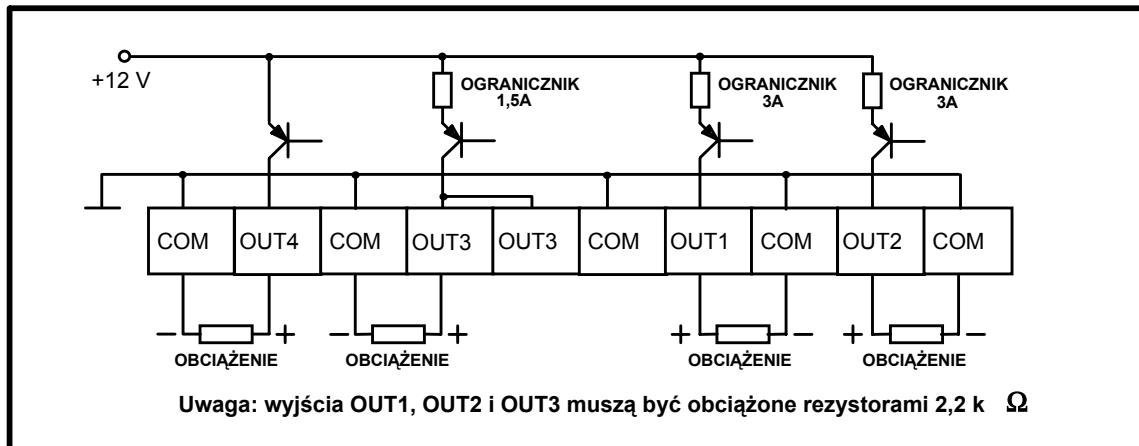 +12 V
OGRANICZNIK
1,5A
OGRANICZNIK
3A
OGRANICZNIK
3A
COM OUT4 COM OUT3 OUT3 COM OUT1 COM OUT2 COM
− + − + + − + −
OBCIĄŻENIE OBCIĄŻENIE OBCIĄŻENIE OBCIĄŻENIE
Uwaga: wyjścia OUT1, OUT2 i OUT3 muszą być obciążone rezystorami 2,2 k Ω